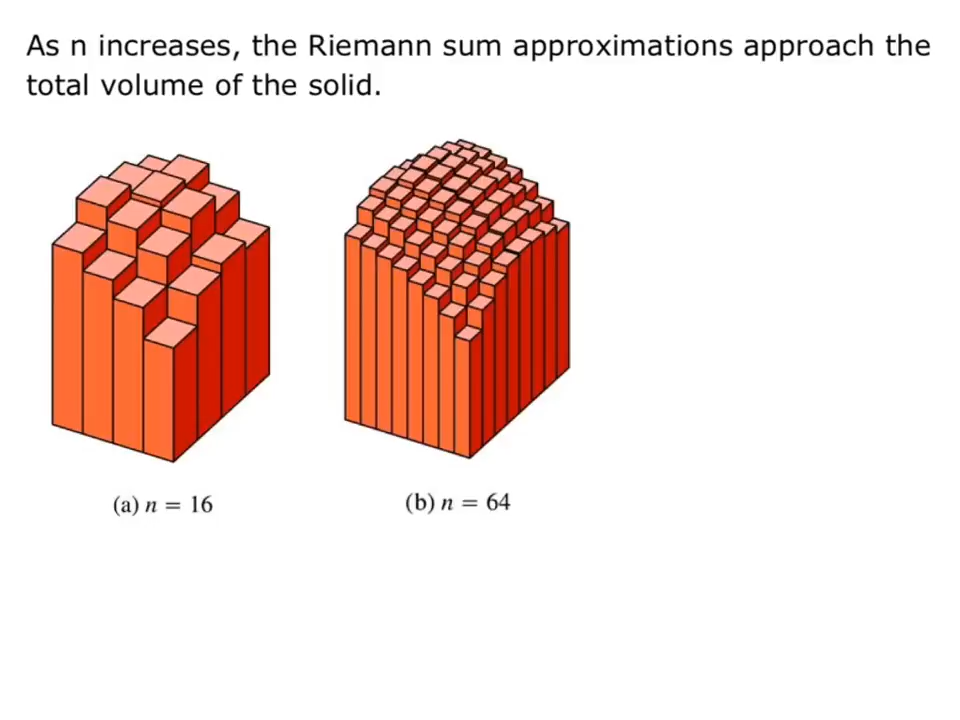 As n increases, the Riemann sum approximations approach the
total volume of the solid.
(a) n = 16
(b) n = 64